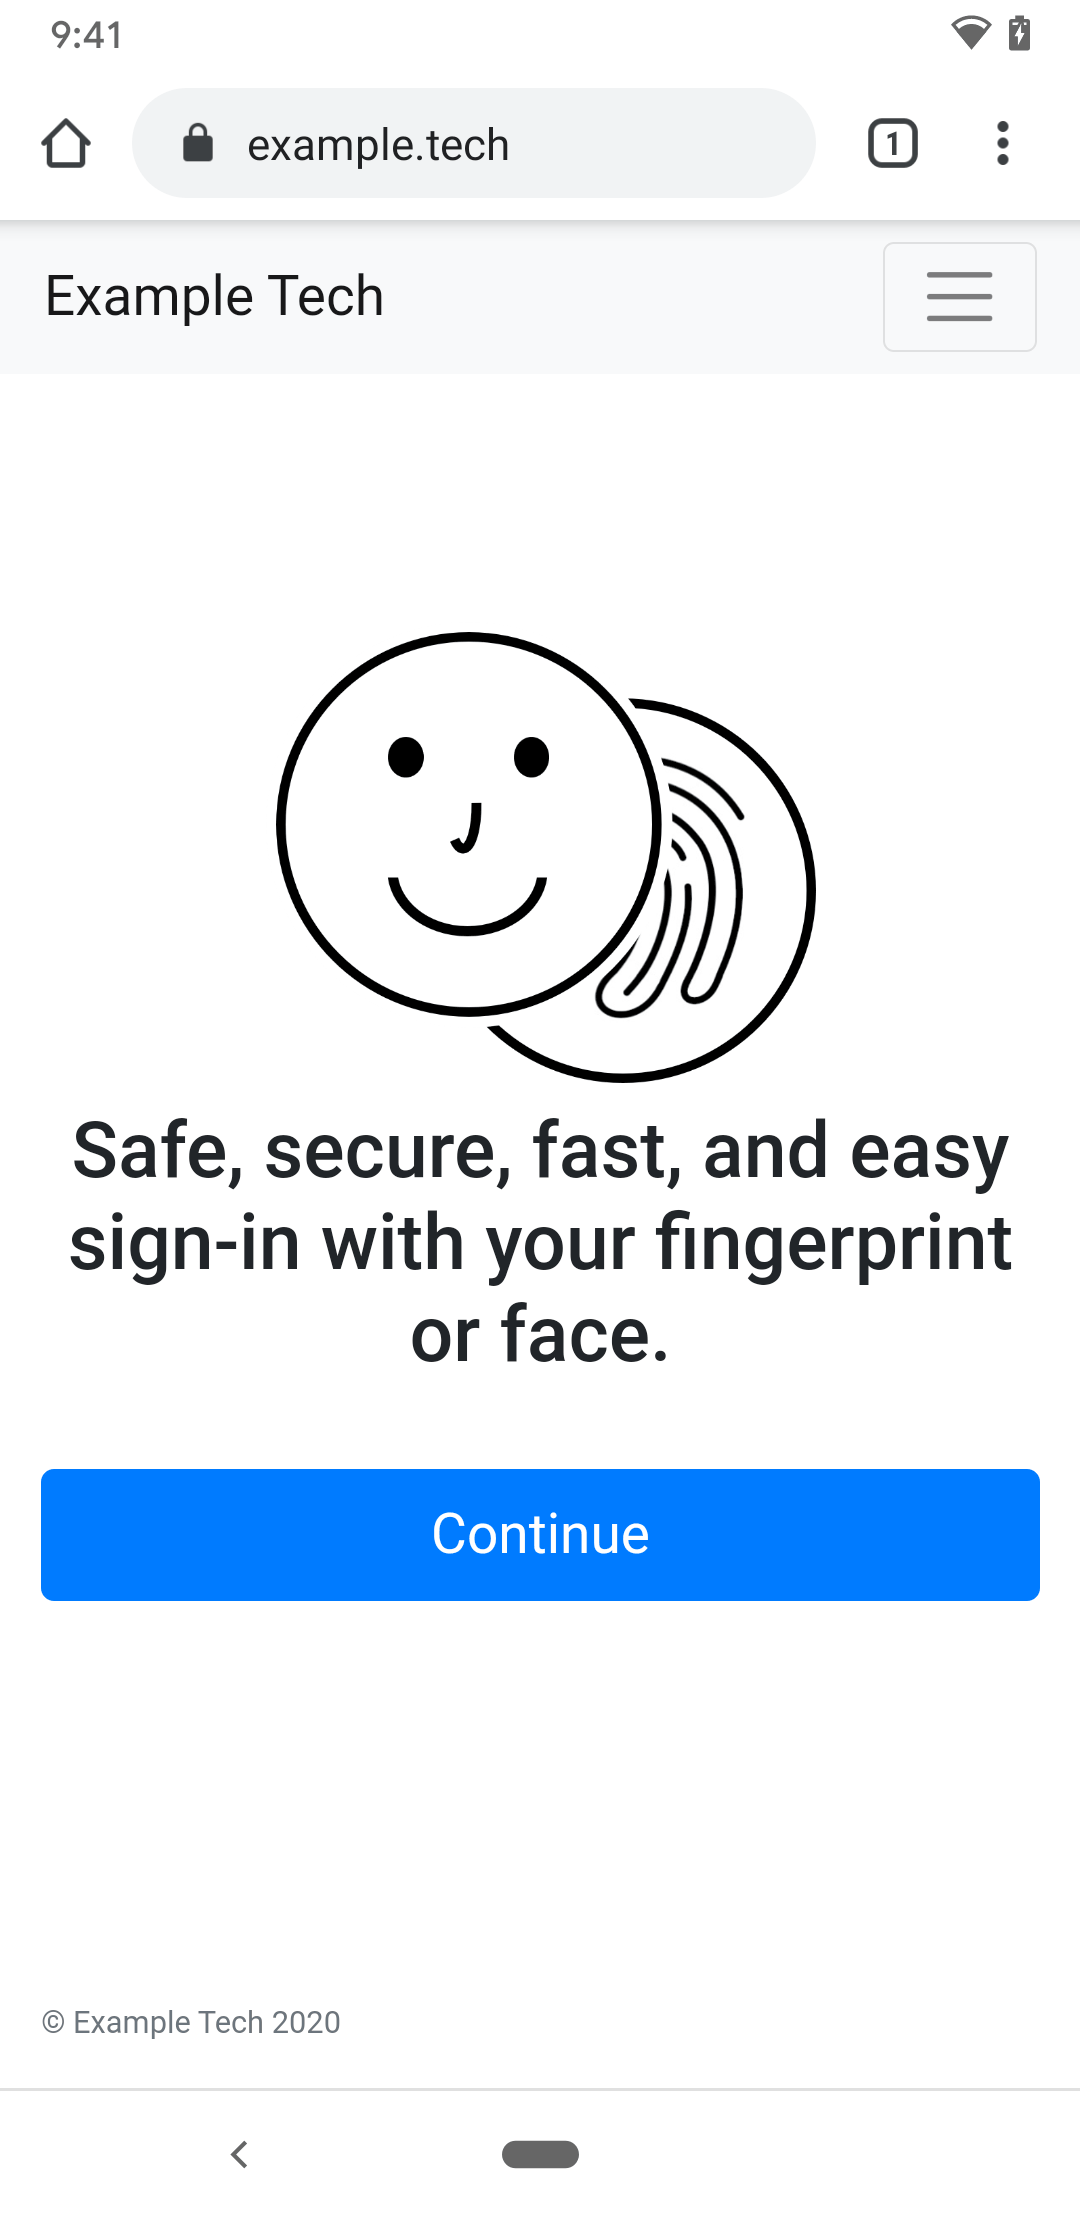 9:41
example.tech
1
Example Tech
Safe, secure, fast, and easy
sign-in with your fingerprint
or face.
Continue
© Example Tech 2020